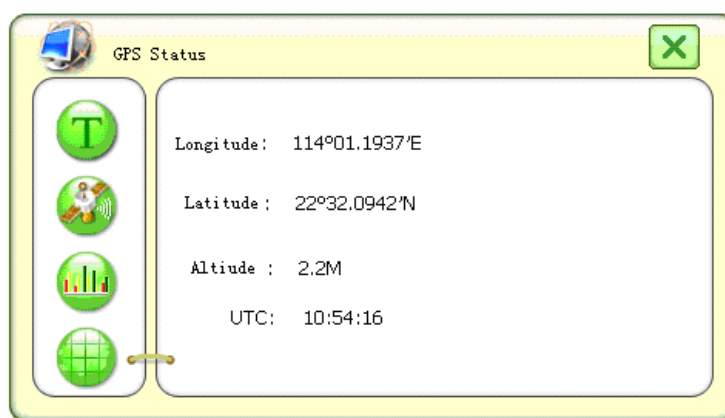 GPS Status
T
Longitude: 114º01.1937'E
Latitude: 22º32.0942'N
Altiude : 2.2M
UTC: 10:54:16